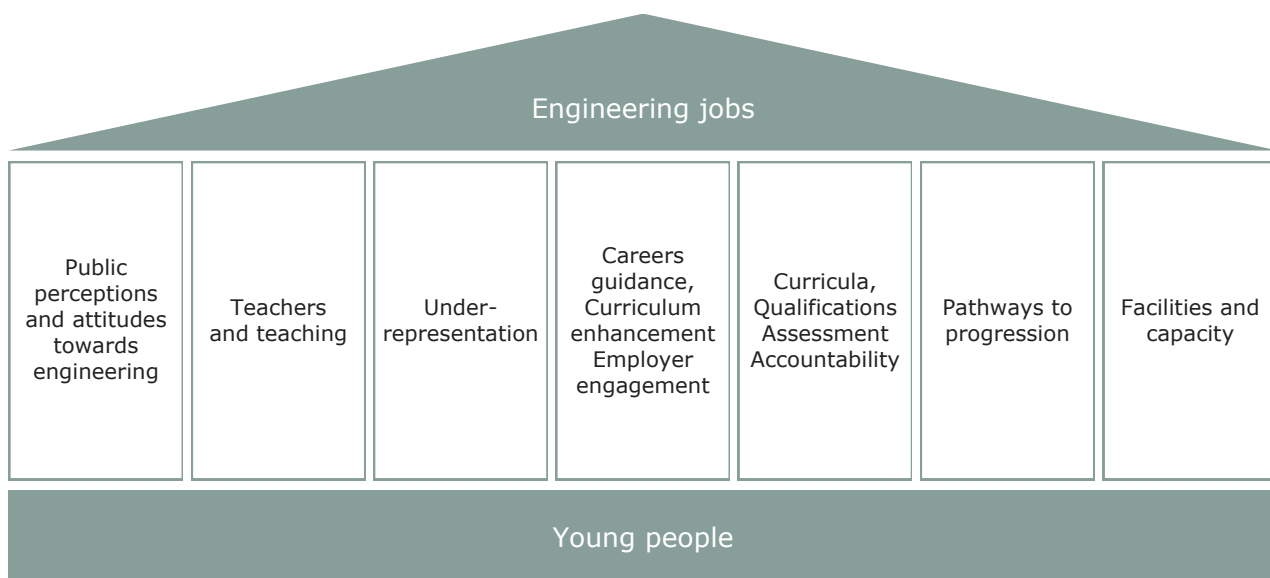 Engineering jobs
Public
perceptions
and attitudes
towards
engineering
Teachers
and teaching
Under-
representation
Careers
guidance,
Curriculum
enhancement
Employer
engagement
Curricula,
Qualifications
Assessment
Accountability
Pathways to
progression
Facilities and
capacity
Young people